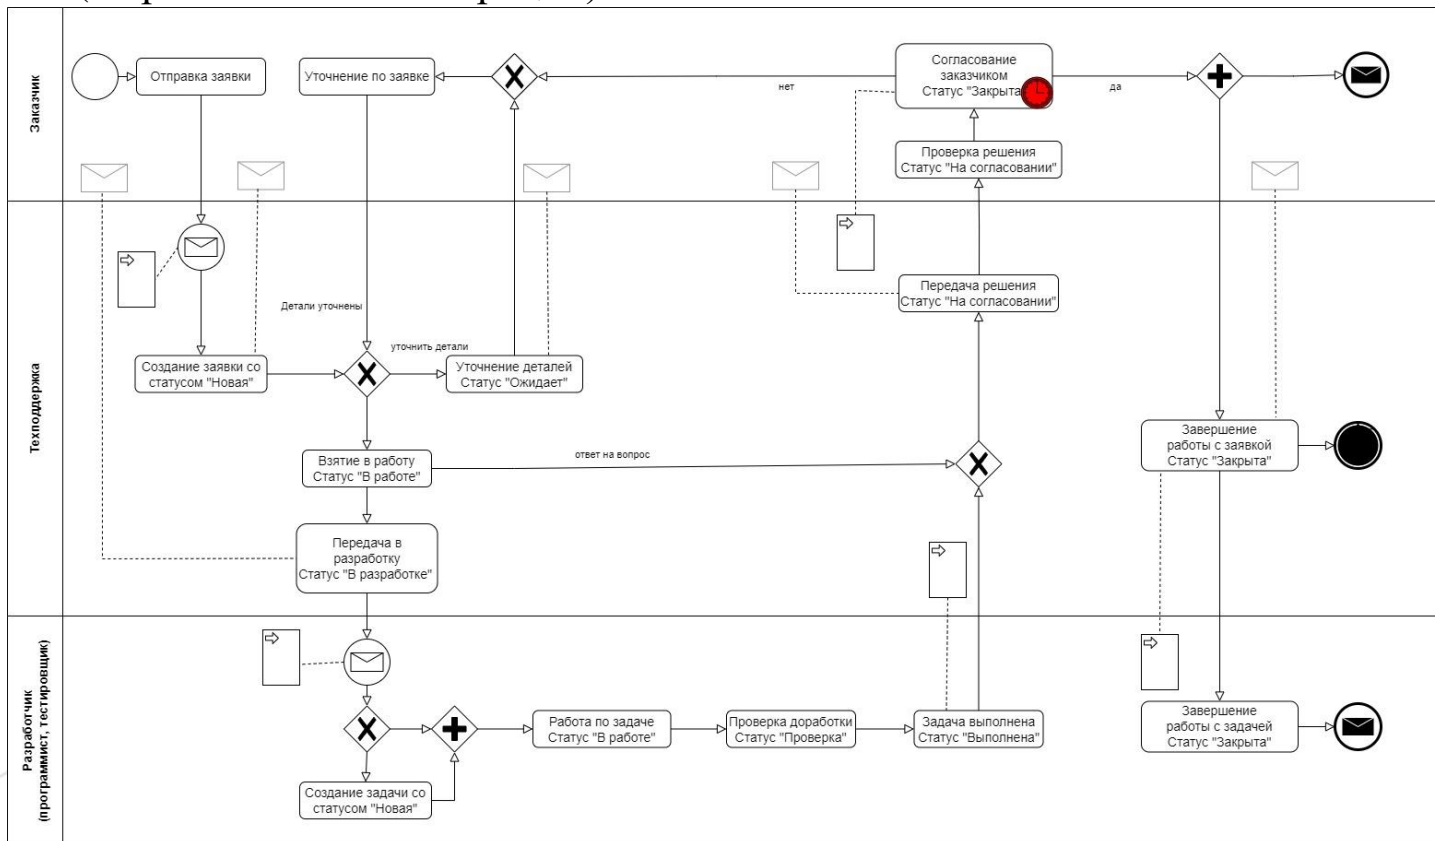 Заказчик
Отправка заявки
Уточнение по заявке
нет
Согласование
заказчиком
Статус "Закрыта
да
Проверка решения
Статус "На согласовании"
Техподдержка
Передача решения
Статус "На согласовании"
Детали уточнены
уточнить детали
Создание заявки со
статусом "Новая"
Уточнение деталей
Статус "Ожидает"
Взятие в работу
Статус "В работе"
ответ на вопрос
Завершение
работы с заявкой
Статус "Закрыта"
Передача в
разработку
Статус "В разработке"
Разработчик
(программист, тестировщик)
Работа по задаче
Статус "В работе"
Проверка доработки
Статус "Проверка"
Задача выполнена
Статус "Выполнена"
Завершение
работы с задачей
Статус "Закрыта"
Создание задачи со
статусом "Новая"